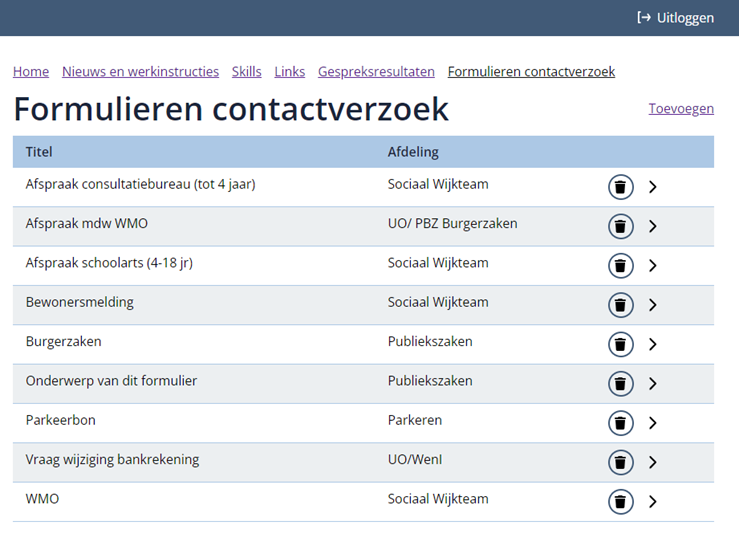 Uitloggen
Home Nieuws en werkinstructies Skills Links Gespreksresultaten Formulieren contactverzoek
Formulieren contactverzoek Toevoegen
Titel Afdeling
Afspraak consultatiebureau (tot 4 jaar) Sociaal Wijkteam
Afspraak mdw WMO UO/ PBZ Burgerzaken
Afspraak schoolarts (4-18 jr) Sociaal Wijkteam
Bewonersmelding Sociaal Wijkteam
Burgerzaken Publiekszaken
Onderwerp van dit formulier Publiekszaken
Parkeerbon Parkeren
Vraag wijziging bankrekening UO/WenI
WMO Sociaal Wijkteam